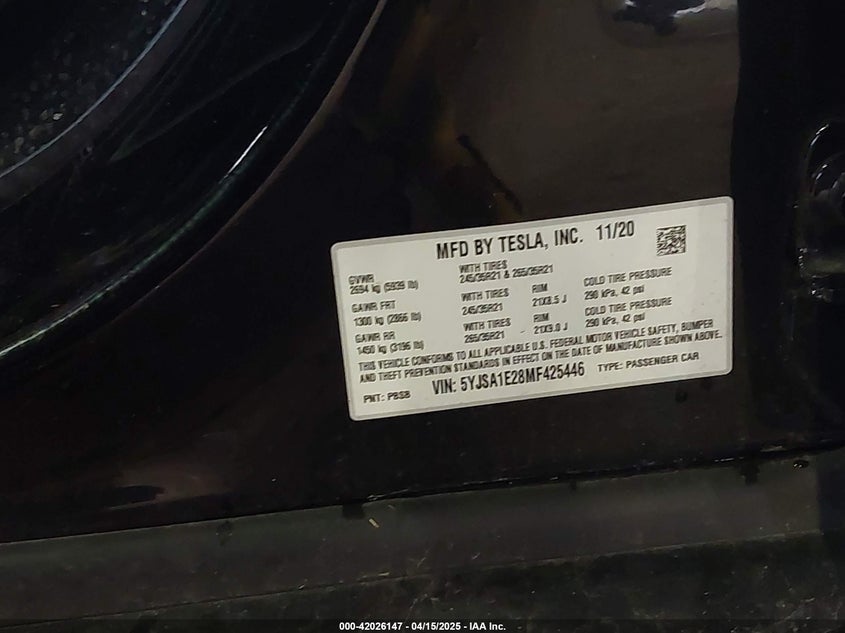 MFD BY TESLA, INC. 11/20
GVWR
2694 kg (5939 lb)
WITH TIRES
245/35R21 & 265/35R21
GAWR FRT
1300 kg (2866 lb)
WITH TIRES
245/35R21
RIM
21X8.5 J
COLD TIRE PRESSURE
290 kPa, 42 psi
GAWR RR
1450 kg (3196 lb)
WITH TIRES
265/35R21
RIM
21X9.0 J
COLD TIRE PRESSURE
290 kPa, 42 psi
THIS VEHICLE CONFORMS TO ALL APPLICABLE U.S. FEDERAL MOTOR VEHICLE SAFETY, BUMPER
AND THEFT PREVENTION STANDARDS IN EFFECT ON THE DATE OF MANUFACTURE SHOWN ABOVE.
PNT: PBSB VIN: 5YJSA1E28MF425446 TYPE: PASSENGER CAR
000-42026147 - 04/15/2025 - IAA Inc.